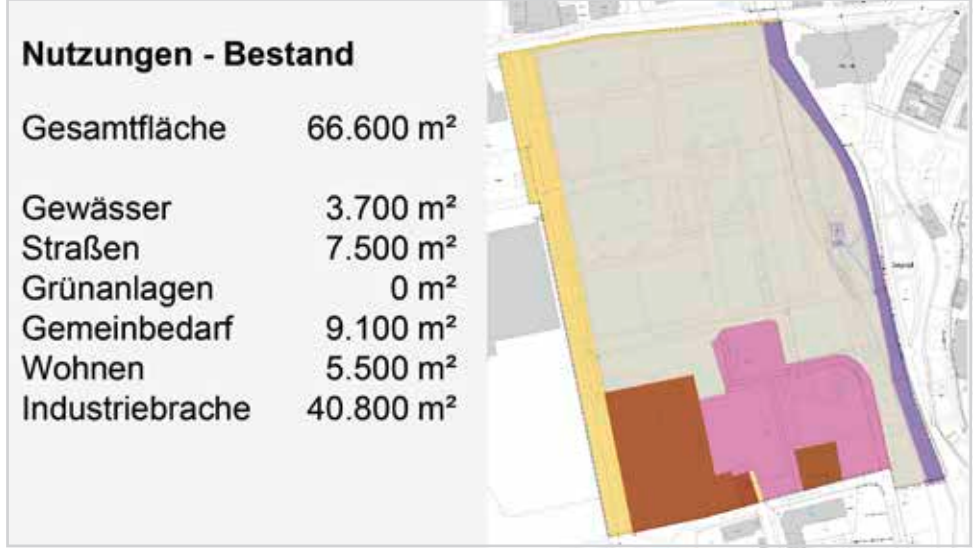 Nutzungen - Bestand
Gesamtfläche 66.600 m²
Gewässer 3.700 m²
Straßen 7.500 m²
Grünanlagen 0 m²
Gemeinbedarf 9.100 m²
Wohnen 5.500 m²
Industriebrache 40.800 m²